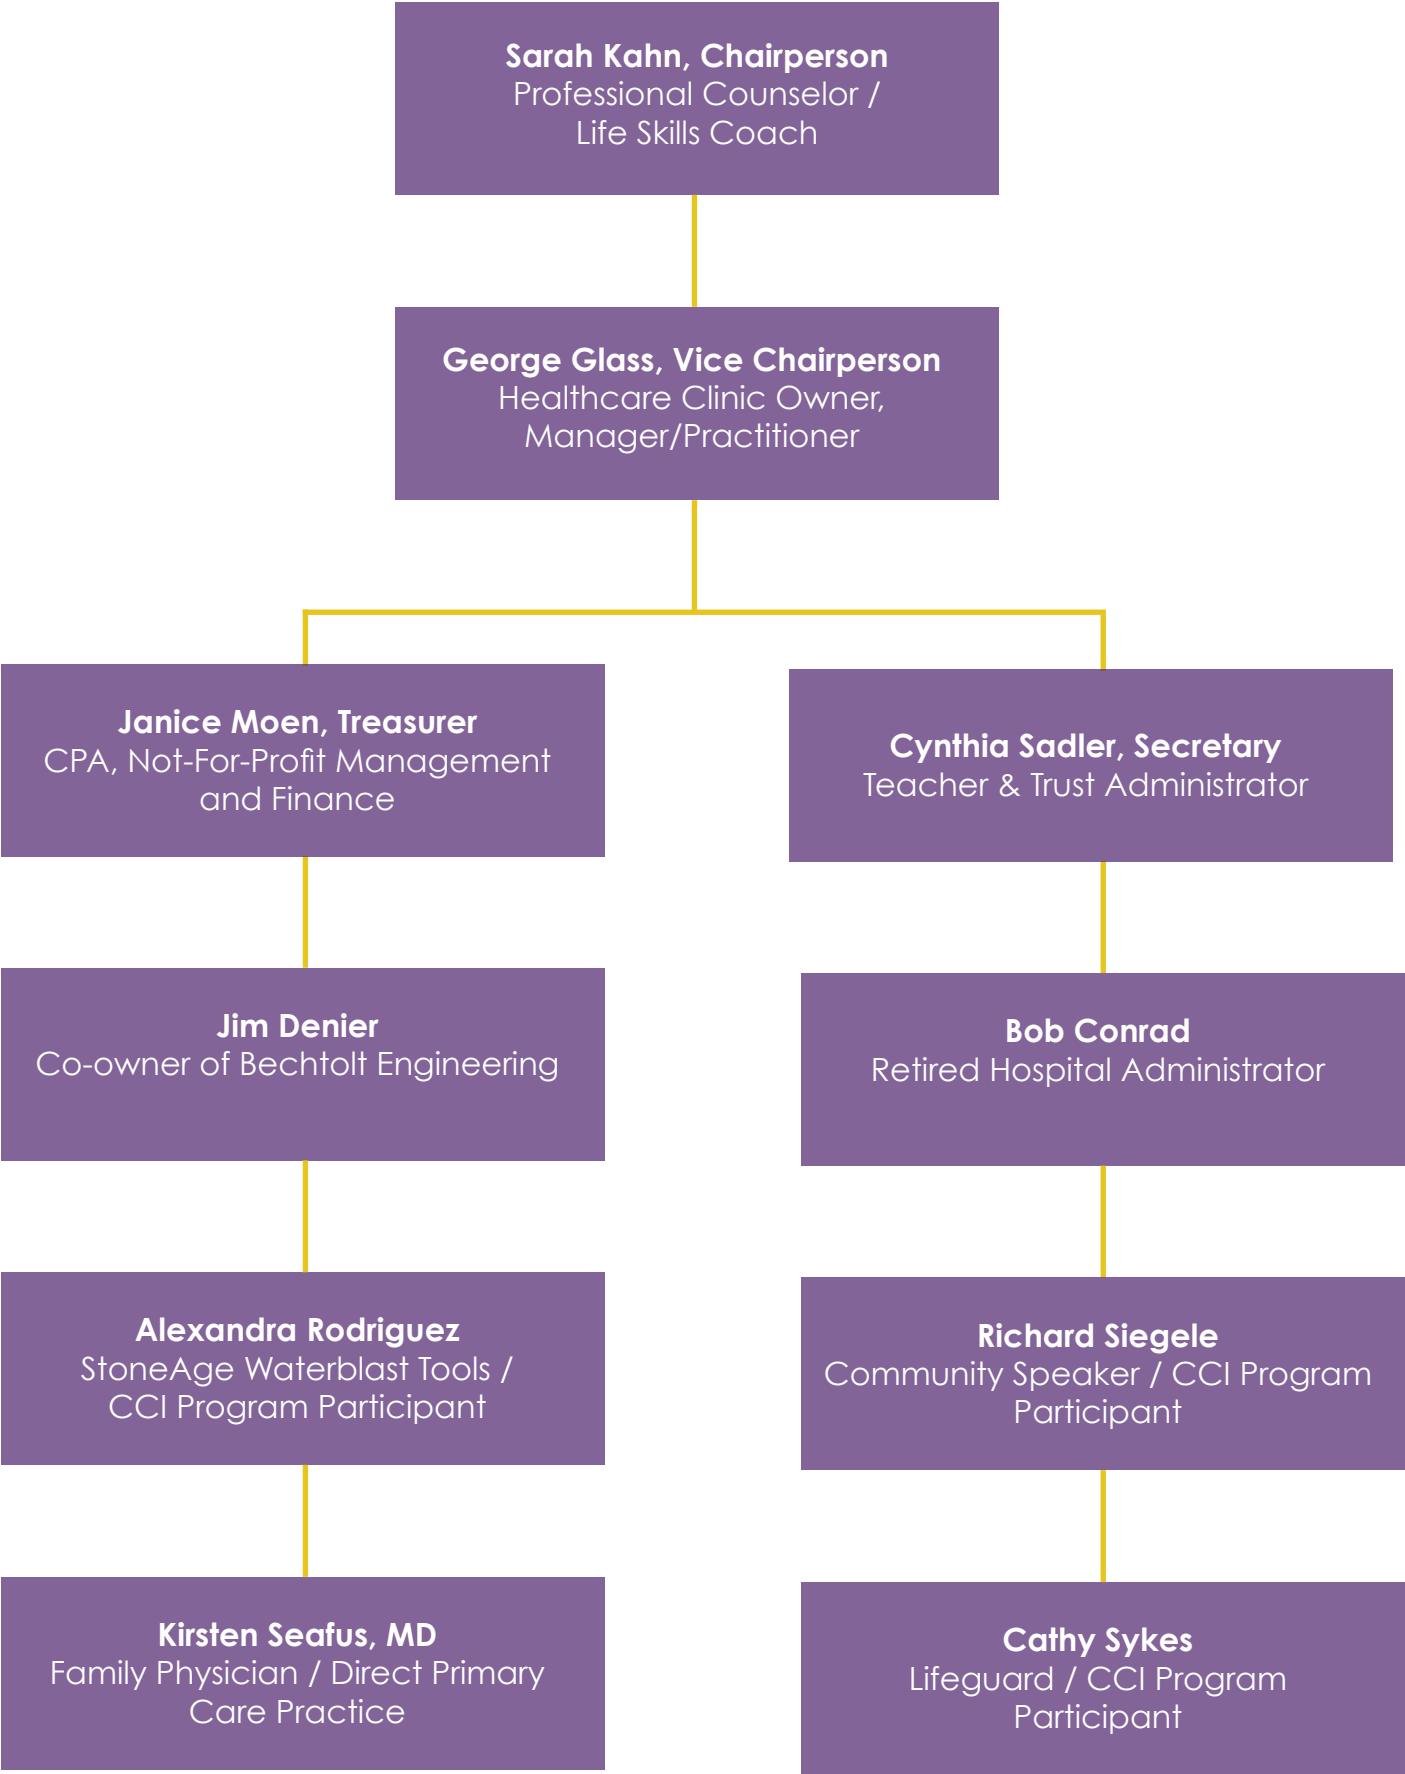 Sarah Kahn, Chairperson
Professional Counselor /
Life Skills Coach
George Glass, Vice Chairperson
Healthcare Clinic Owner,
Manager/Practitioner
Janice Moen, Treasurer
CPA, Not-For-Profit Management
and Finance
Cynthia Sadler, Secretary
Teacher & Trust Administrator
Jim Denier
Co-owner of Bechtolt Engineering
Bob Conrad
Retired Hospital Administrator
Alexandra Rodriguez
StoneAge Waterblast Tools /
CCI Program Participant
Richard Siegele
Community Speaker / CCI Program
Participant
Kirsten Seafus, MD
Family Physician / Direct Primary
Care Practice
Cathy Sykes
Lifeguard / CCI Program
Participant